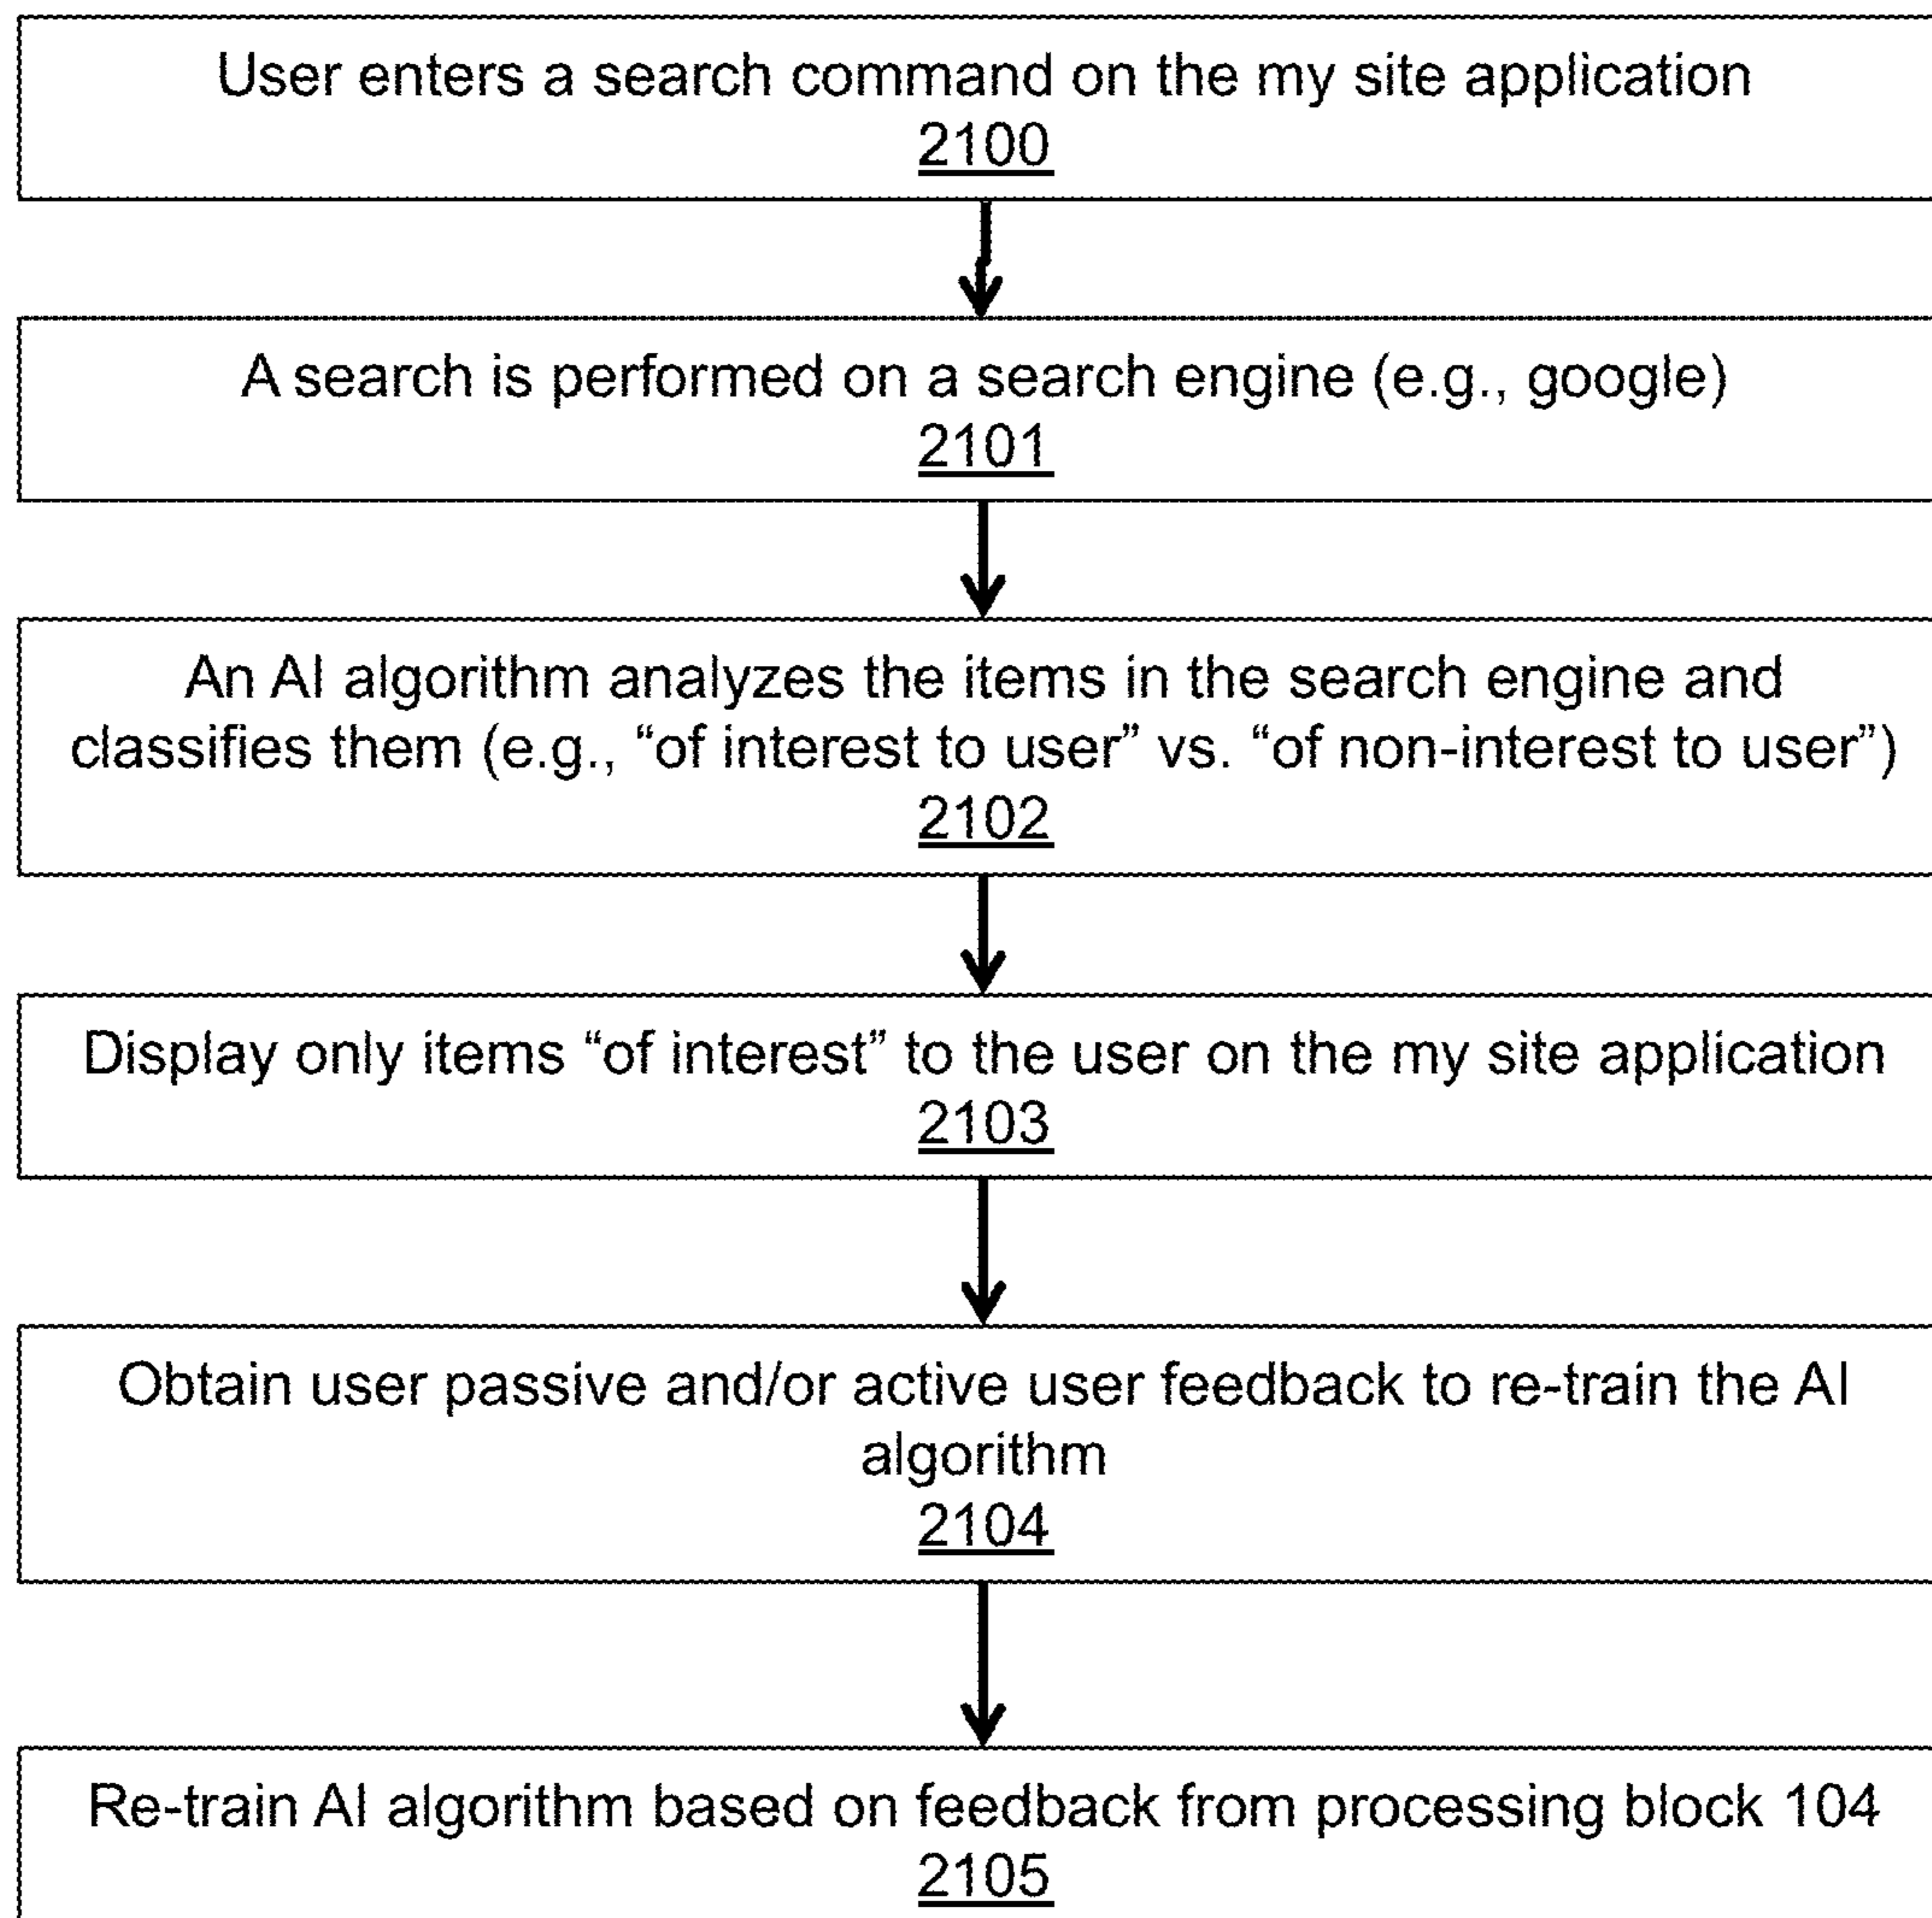 User enters a search command on the my site application
2100
A search is performed on a search engine (e.g., google)
2101
An AI algorithm analyzes the items in the search engine and
classifies them (e.g., “of interest to user” vs. “of non-interest to user”)
2102
Display only items “of interest” to the user on the my site application
2103
Obtain user passive and/or active user feedback to re-train the AI
algorithm
2104
Re-train AI algorithm based on feedback from processing block 104
2105